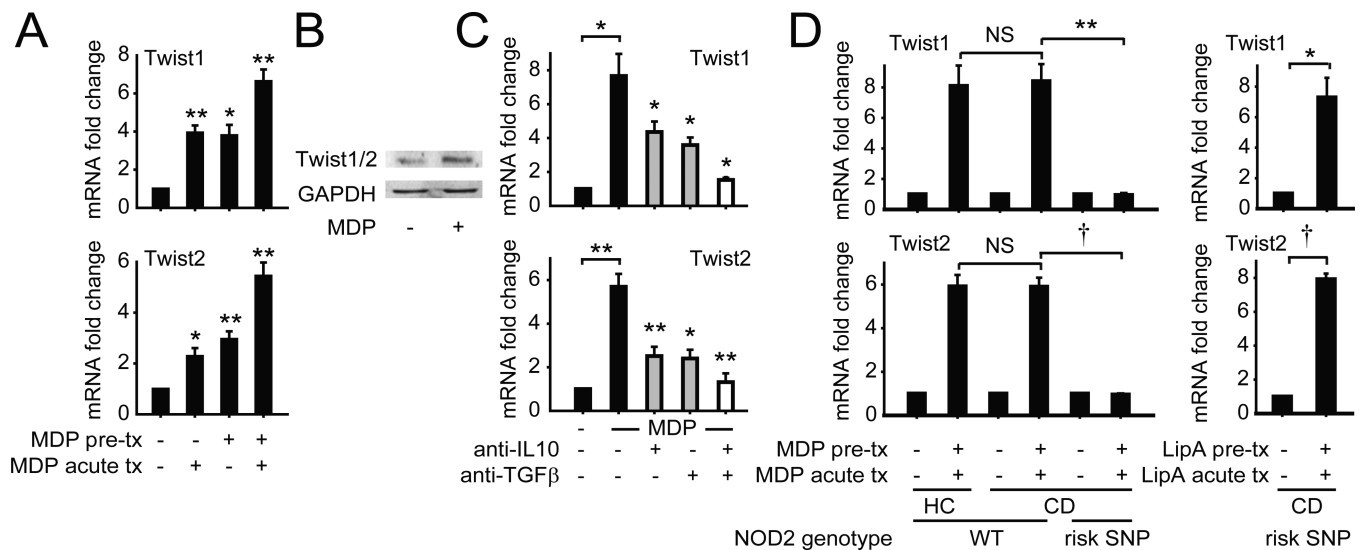 A
mRNA fold change
8
6
4
2
0
Twist1
**
*
**
mRNA fold change
6
4
2
0
Twist2
*
**
**
MDP pre-tx - - + +
MDP acute tx - + - +
B
Twist1/2
GAPDH
MDP - +
C
mRNA fold change
10
8
6
4
2
0
Twist1
*
*
*
*
mRNA fold change
6
4
2
0
Twist2
**
**
*
**
- MDP
anti-IL10 - - + - +
anti-TGFβ - - - + +
D
mRNA fold change
10
8
6
4
2
0
Twist1
NS
**
mRNA fold change
6
4
2
0
Twist2
NS
†
MDP pre-tx - + - + - +
MDP acute tx - + - + - +
HC CD
NOD2 genotype WT risk SNP
mRNA fold change
10
8
6
4
2
0
Twist1
*
mRNA fold change
8
6
4
2
0
Twist2
†
LipA pre-tx - +
LipA acute tx - +
CD
risk SNP